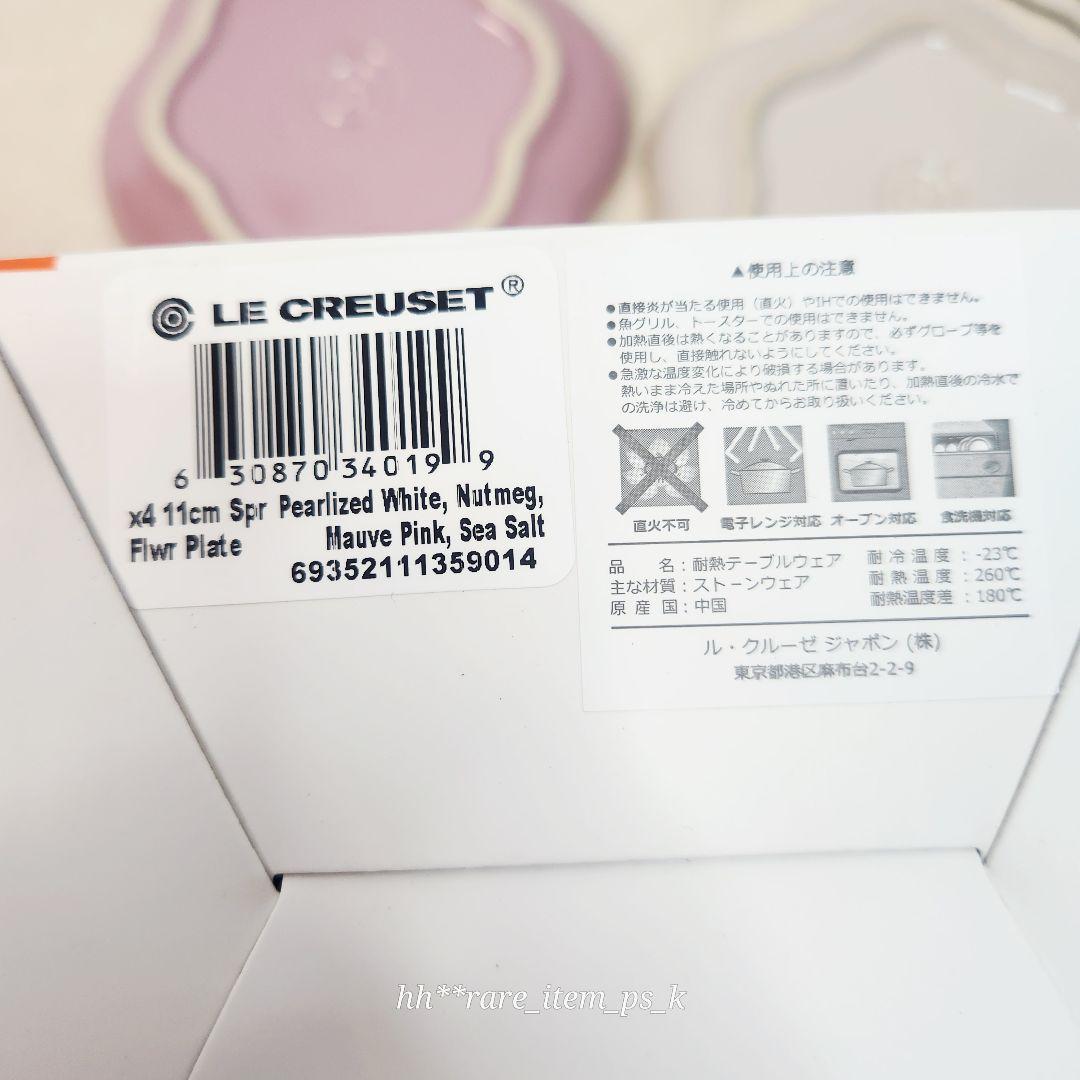 LE CREUSET®
6 30870 34019 9
x4 11cm Spr Flwr Plate
Pearlized White, Nutmeg, Mauve Pink, Sea Salt
69352111359014
▲使用上の注意
●直接炎が当たる使用（直火）やIHでの使用はできません。
●魚グリル、トースターでの使用はできません。
●加熱直後は熱くなることがありますので、必ずグローブ等を
使用し、直接触れないようにしてください。
●急激な温度変化により破損する場合があります。
熱いまま冷えた場所やぬれた所に置いたり、加熱直後の冷水で
の洗浄は避け、冷めてからお取り扱いください。
直火不可 電子レンジ対応 オーブン対応 食洗機対応
品 名：耐熱テーブルウェア 耐冷温度：-23℃
主な材質：ストーンウェア 耐熱温度：260℃
原産国：中国 耐熱温度差：180℃
ル・クルーゼ ジャポン (株)
東京都港区麻布台2-2-9
hh**rare_item_ps_k